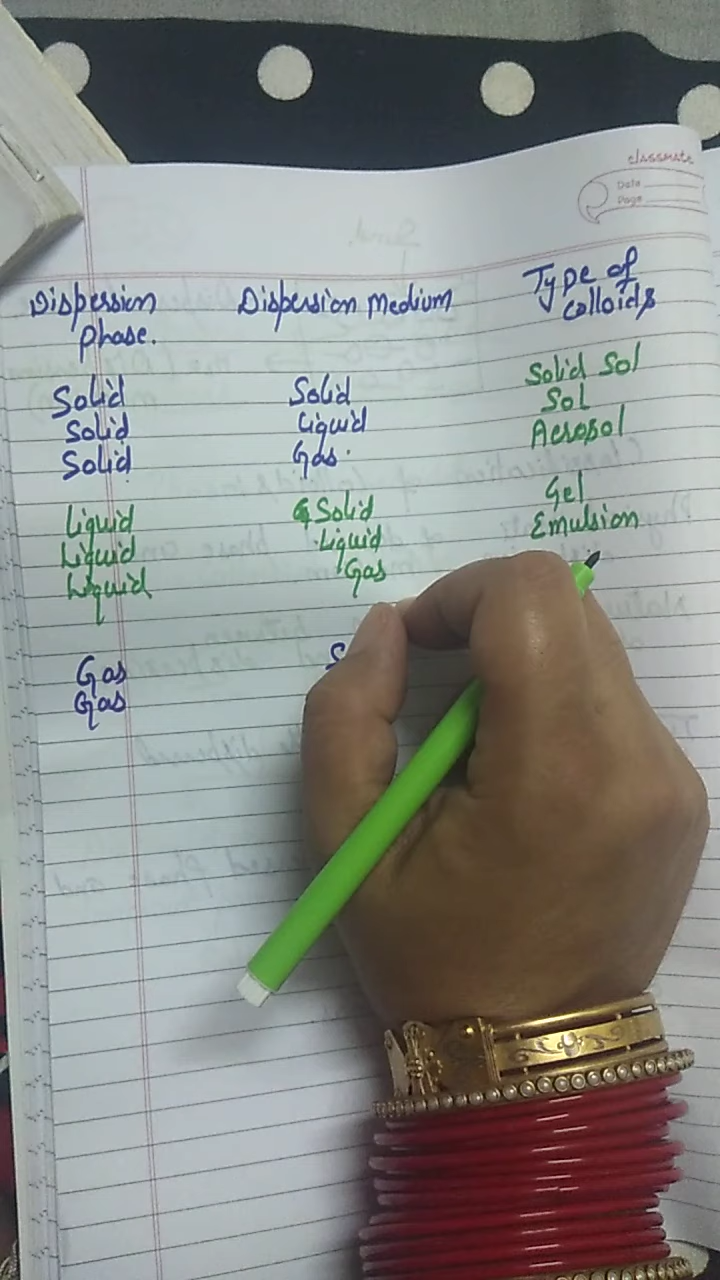 classmate
Date
Page
Dispersion Phase.
Dispersion Medium
Type of colloids
Solid Solid Solid Sol
Solid Liquid Sol
Solid Gas. Aerosol
Liquid Solid Gel
Liquid Liquid Emulsion
Liquid Gas
Gas S
Gas